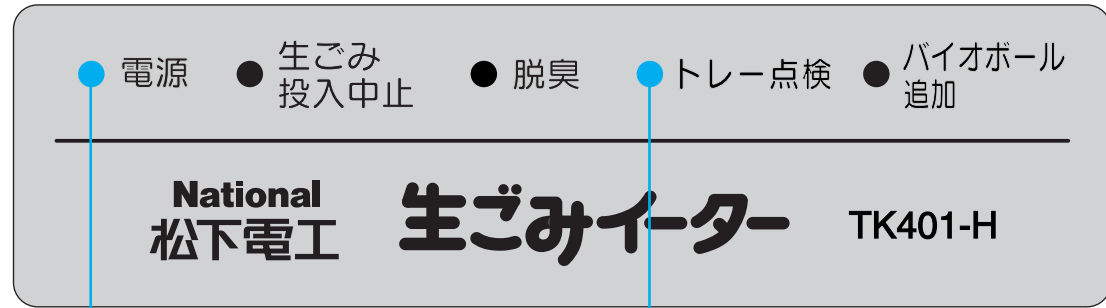 電源
生ごみ
投入中止
脱臭
トレー点検
バイオボール
追加
National
松下電工
生ごみイーター
TK401-H